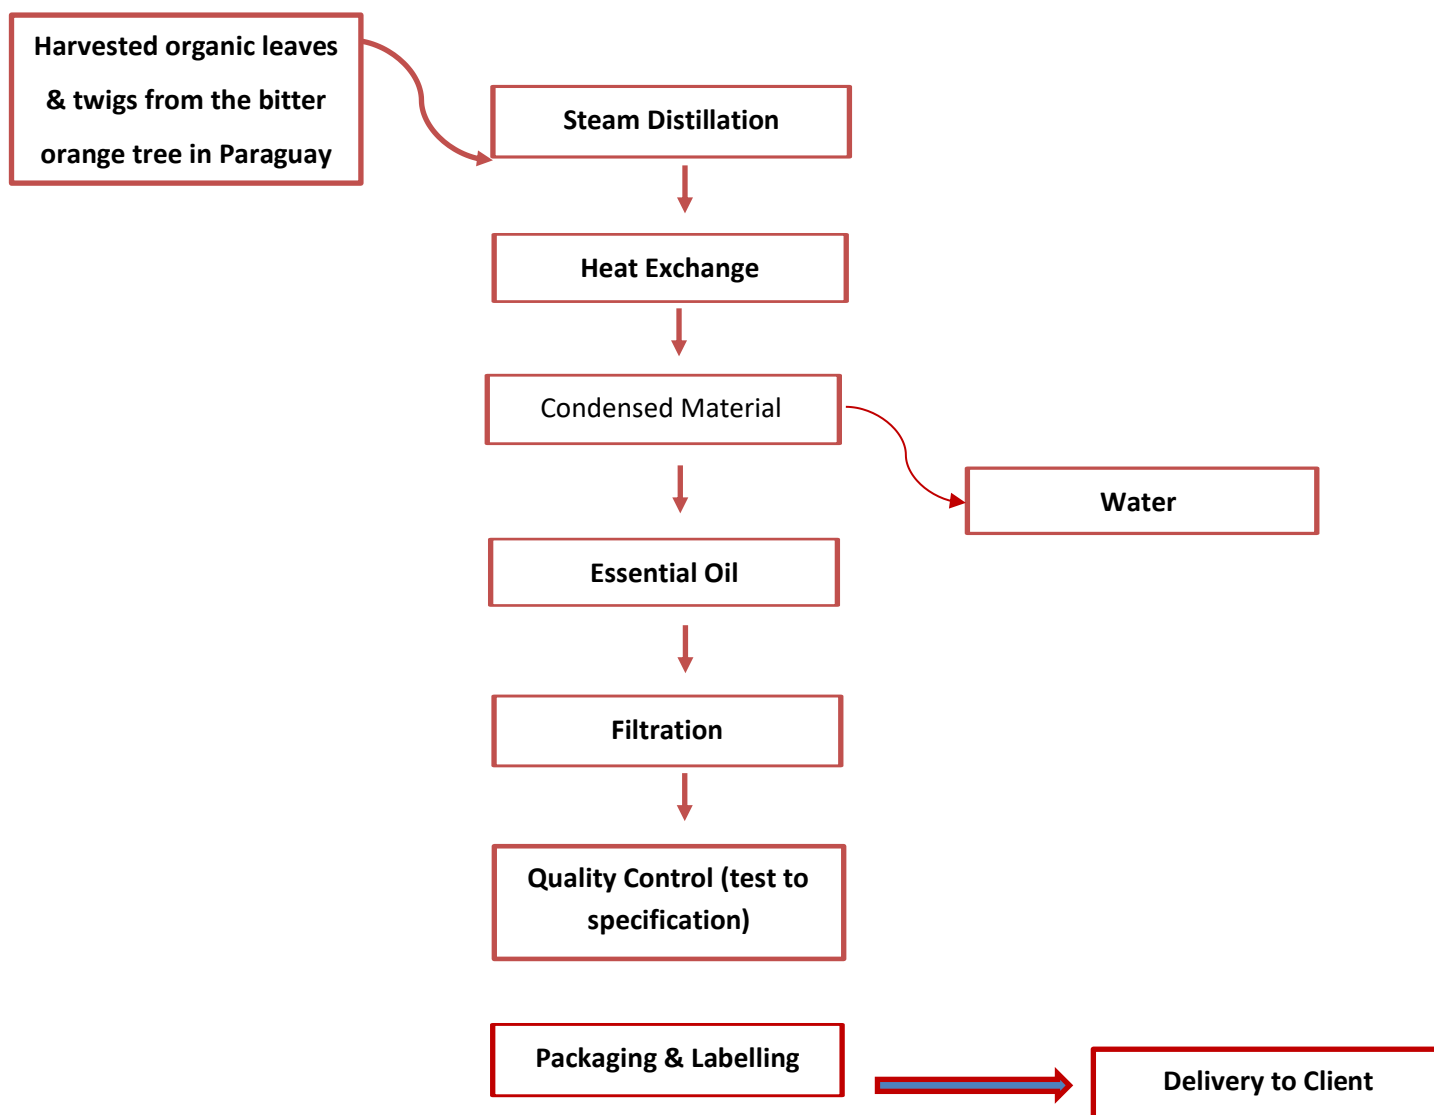 Harvested organic leaves
& twigs from the bitter
orange tree in Paraguay
Steam Distillation
Heat Exchange
Condensed Material
Water
Essential Oil
Filtration
Quality Control (test to
specification)
Packaging & Labelling
Delivery to Client